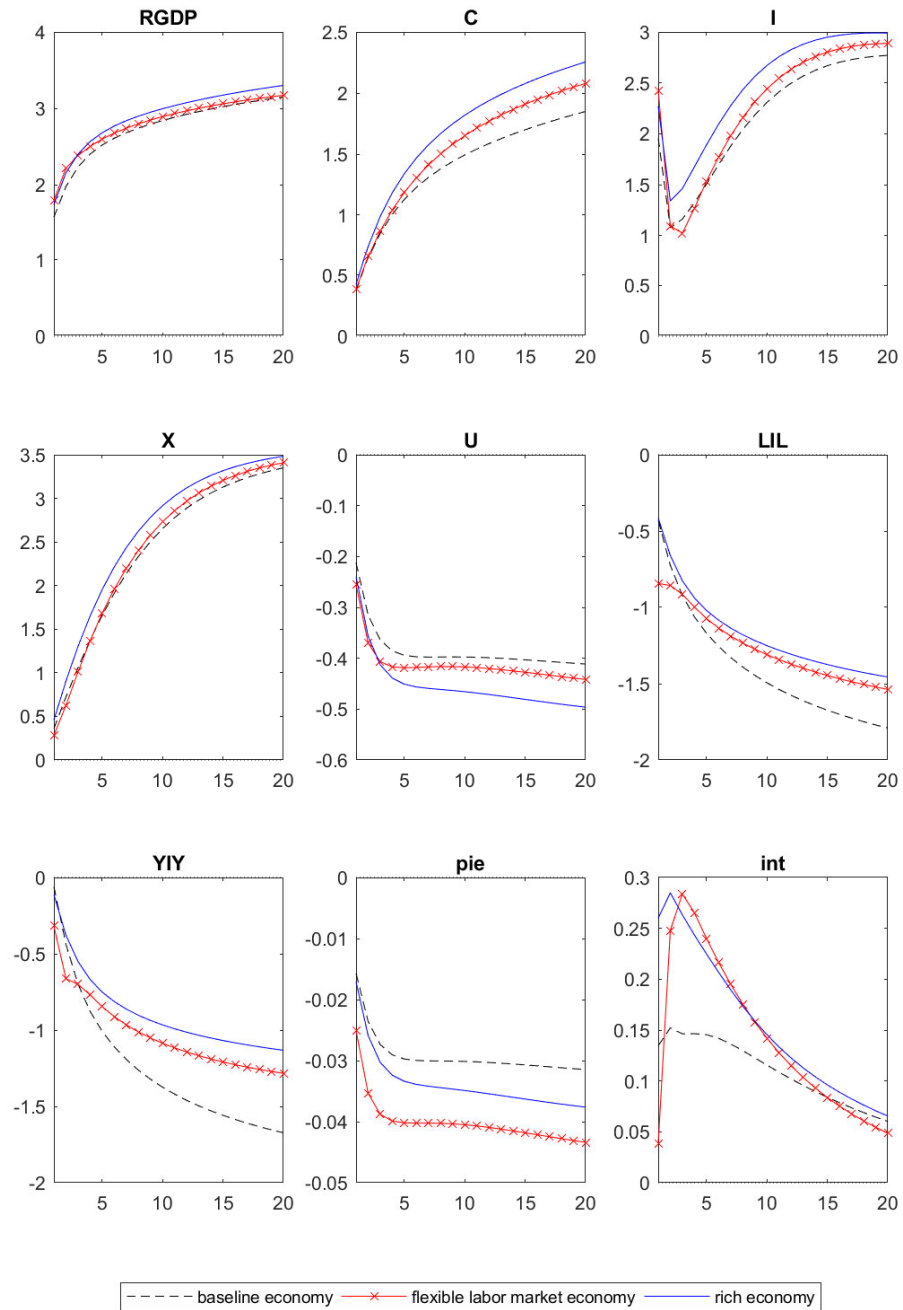 RGDP C I
4 3 2 1 0
2.5 2 1.5 1 0.5 0
3 2.5 2 1.5 1 0.5 0
5 10 15 20 5 10 15 20 5 10 15 20
X U LIL
3.5 3 2.5 2 1.5 1 0.5 0
0 -0.1 -0.2 -0.3 -0.4 -0.5 -0.6
0 -0.5 -1 -1.5 -2
5 10 15 20 5 10 15 20 5 10 15 20
YIY pie int
0 -0.5 -1 -1.5 -2
0 -0.01 -0.02 -0.03 -0.04 -0.05
0.3 0.25 0.2 0.15 0.1 0.05 0
5 10 15 20 5 10 15 20 5 10 15 20
baseline economy flexible labor market economy rich economy